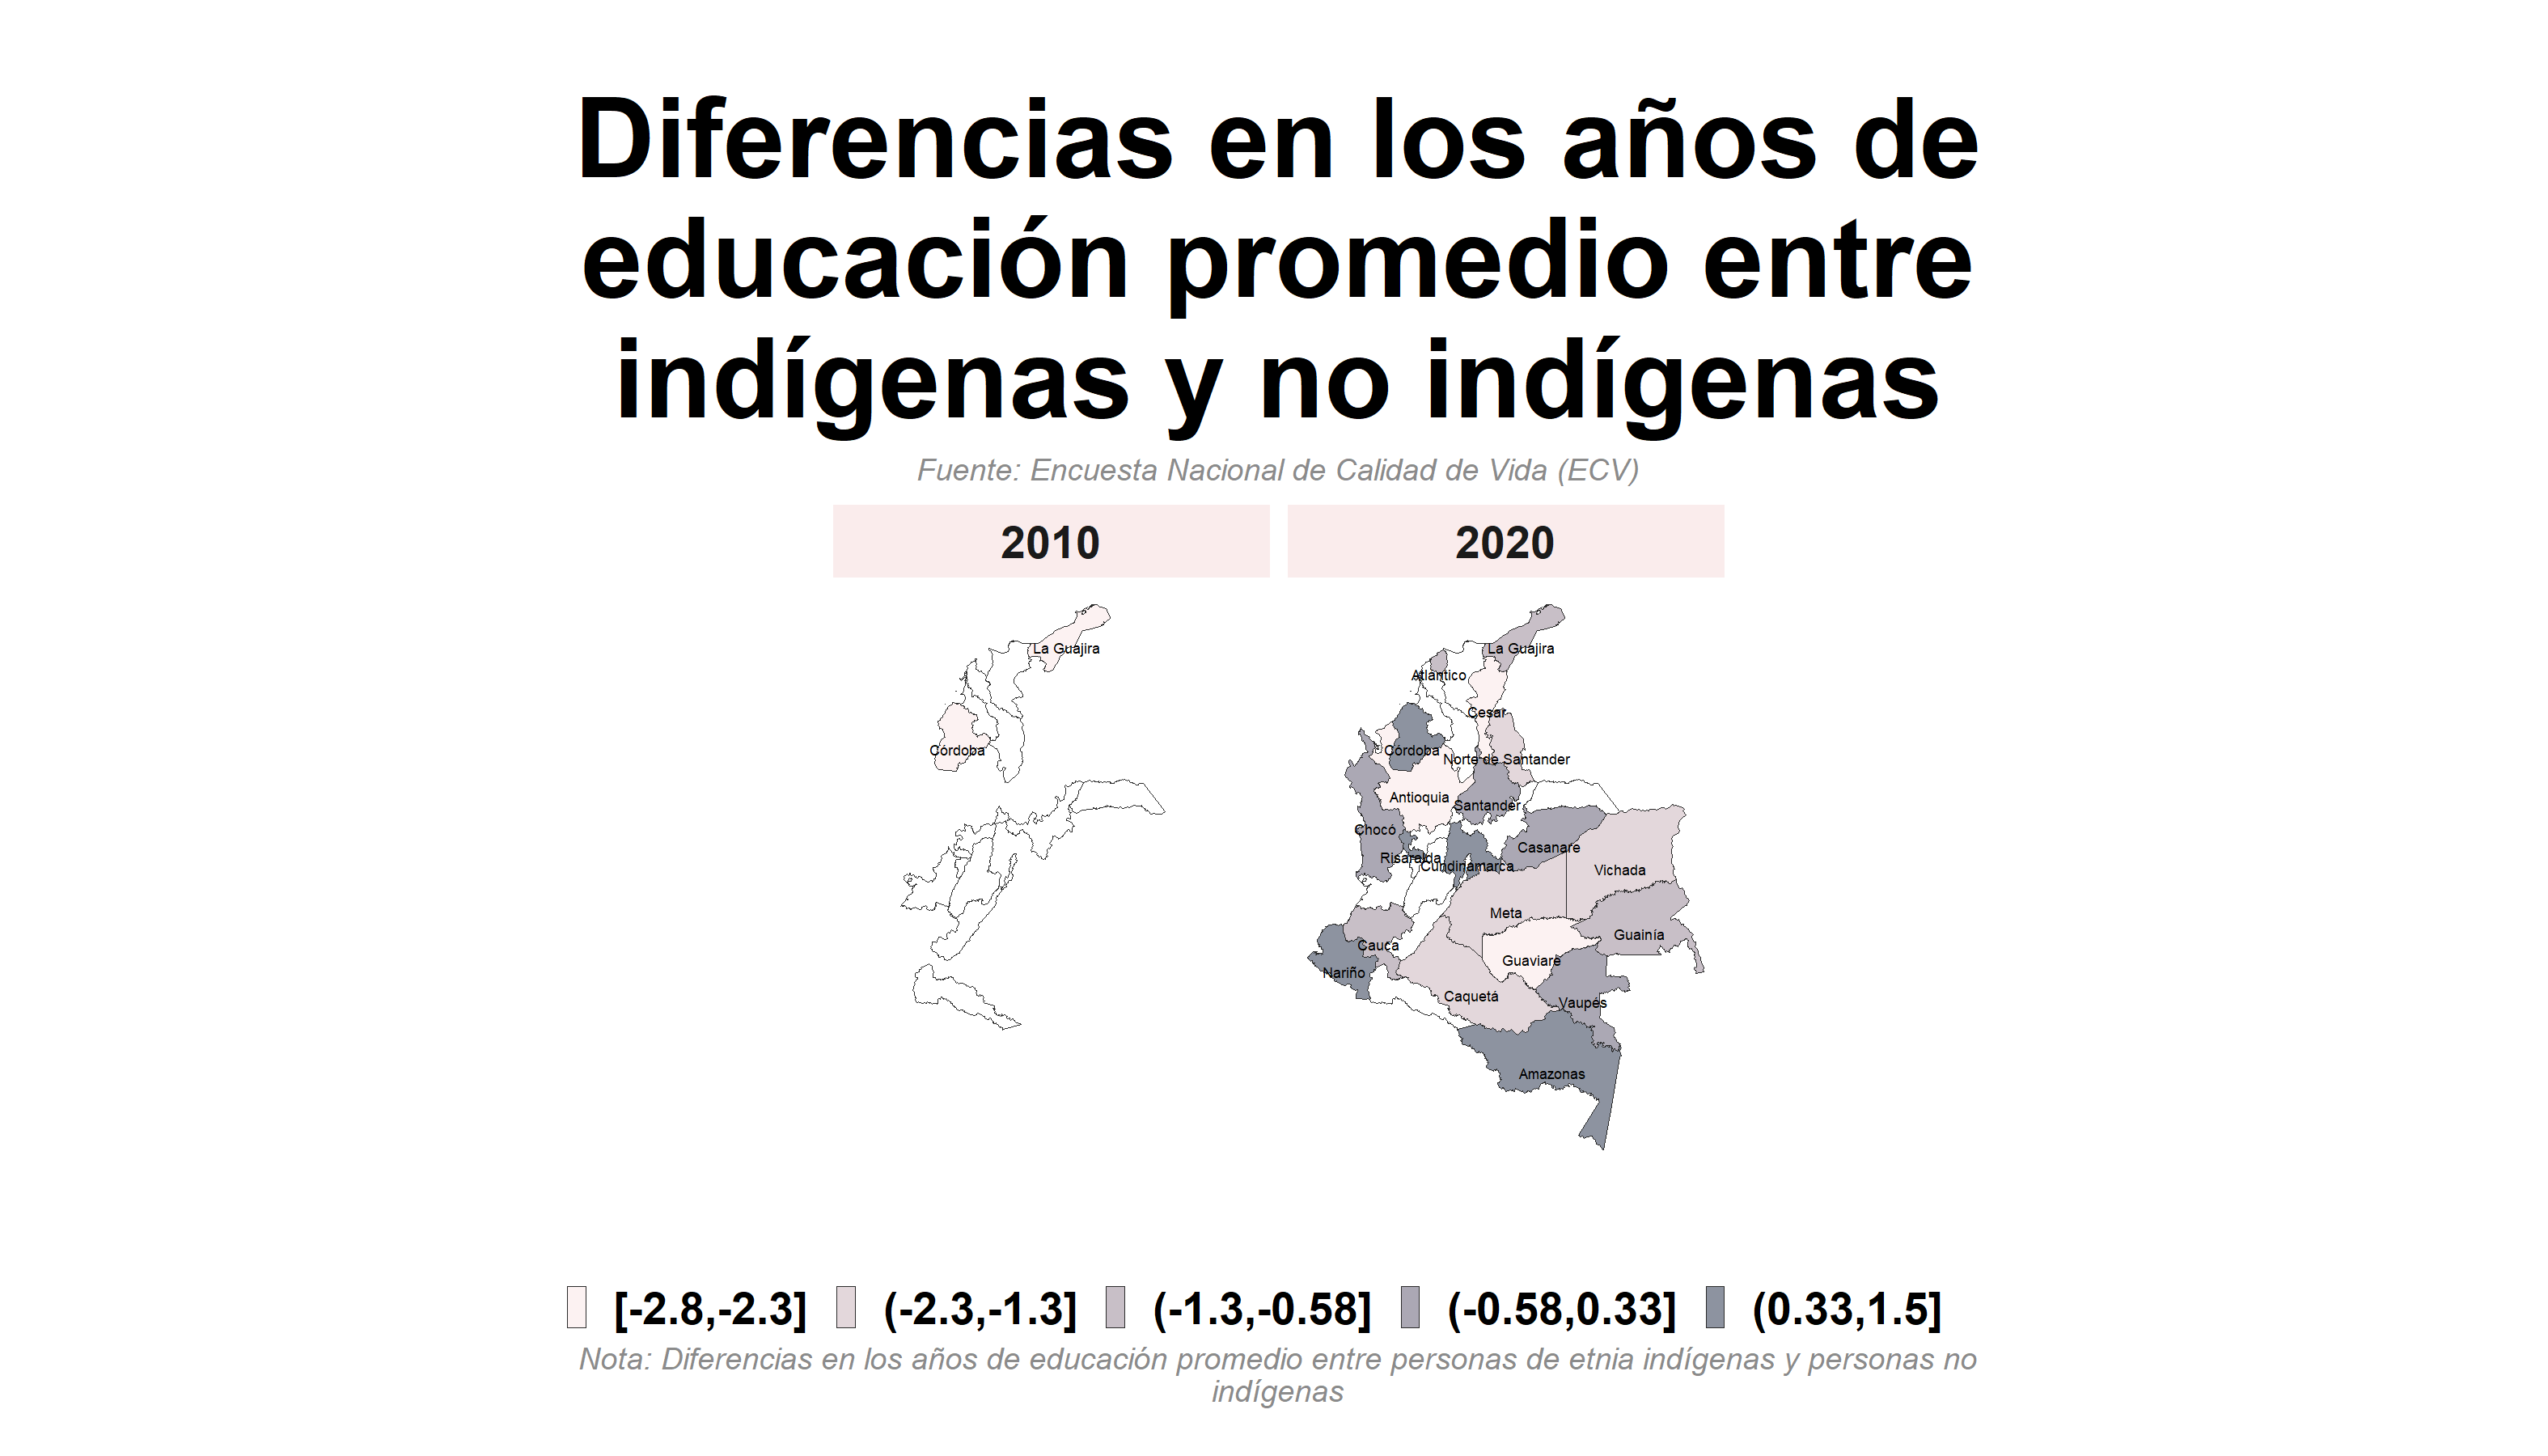 Diferencias en los años de
educación promedio entre
indígenas y no indígenas
Fuente: Encuesta Nacional de Calidad de Vida (ECV)
2010
2020
La Guajira
Córdoba
La Guajira
Atlántico
Cesar
Córdoba
Norte de Santander
Antioquia
Santander
Chocó
Casanare
Risaralda
Cundinamarca
Vichada
Meta
Guainía
Cauca
Guaviare
Nariño
Caquetá
Vaupés
Amazonas
[-2.8,-2.3] (-2.3,-1.3] (-1.3,-0.58] (-0.58,0.33] (0.33,1.5]
Nota: Diferencias en los años de educación promedio entre personas de etnia indígenas y personas no
indígenas